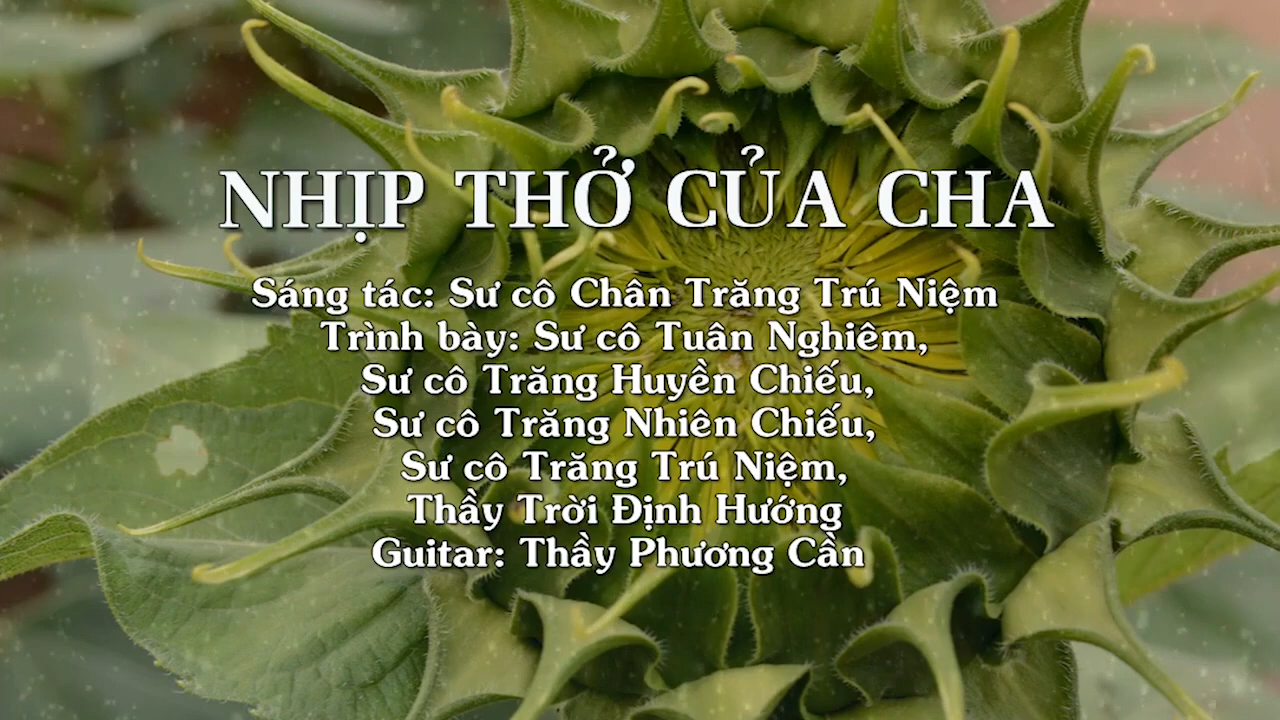 NHỊP THỞ CỦA CHA
Sáng tác: Sư cô Chân Trăng Trú Niệm
Trình bày: Sư cô Tuân Nghiêm,
Sư cô Trăng Huyền Chiếu,
Sư cô Trăng Nhiên Chiếu,
Sư cô Trăng Trú Niệm,
Thầy Trời Định Hướng
Guitar: Thầy Phương Cần